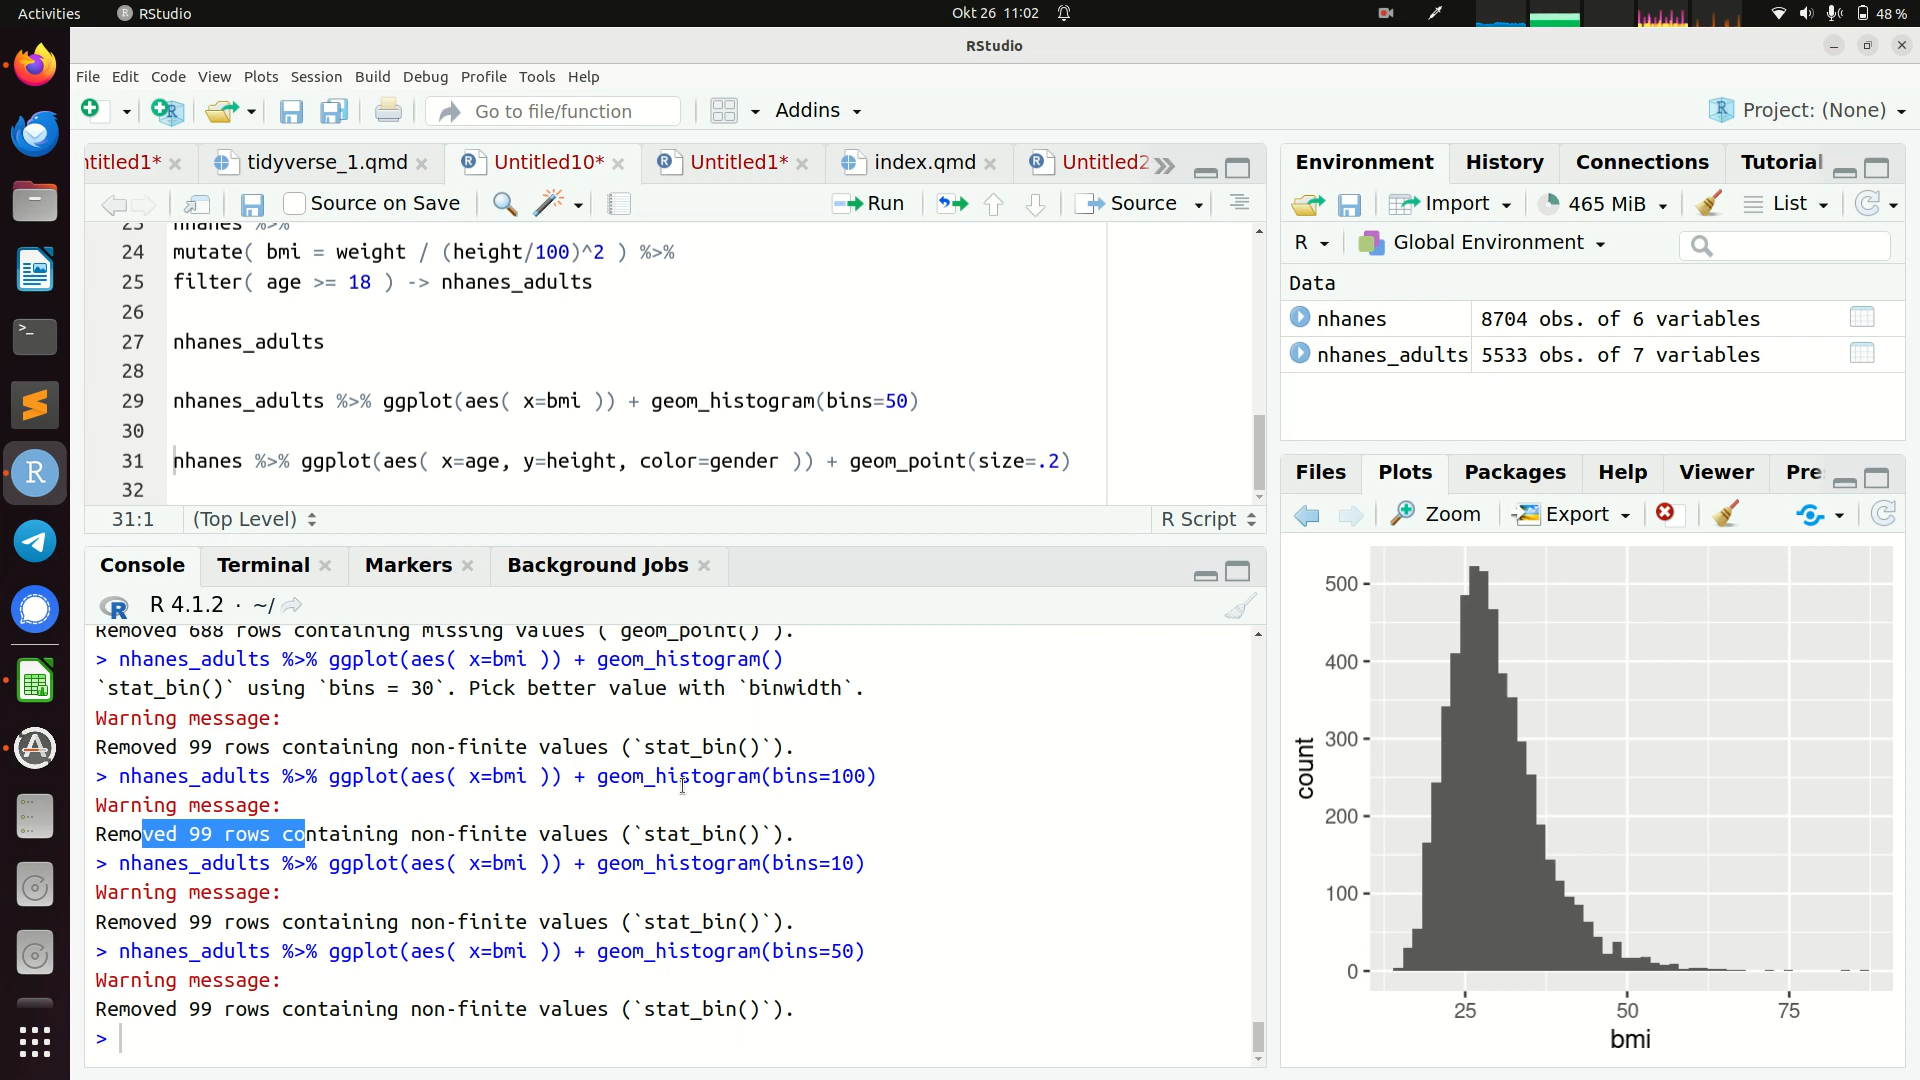 Activities RStudio Okt 26 11:02 48 %
RStudio
File Edit Code View Plots Session Build Debug Profile Tools Help
Go to file/function Addins Project: (None)
ntitled1* tidyverse_1.qmd Untitled10* Untitled1* index.qmd Untitled2
Source on Save Run Source
23 nhanes %>%
24 mutate( bmi = weight / (height/100)^2 ) %>%
25 filter( age >= 18 ) -> nhanes_adults
26
27 nhanes_adults
28
29 nhanes_adults %>% ggplot(aes( x=bmi )) + geom_histogram(bins=50)
30
31 nhanes %>% ggplot(aes( x=age, y=height, color=gender )) + geom_point(size=.2)
32
31:1 (Top Level) R Script
Console Terminal Markers Background Jobs
R 4.1.2 · ~/
Removed 688 rows containing missing values (`geom_point()`).
> nhanes_adults %>% ggplot(aes( x=bmi )) + geom_histogram()
`stat_bin()` using `bins = 30`. Pick better value with `binwidth`.
Warning message:
Removed 99 rows containing non-finite values (`stat_bin()`).
> nhanes_adults %>% ggplot(aes( x=bmi )) + geom_histogram(bins=100)
Warning message:
Removed 99 rows containing non-finite values (`stat_bin()`).
> nhanes_adults %>% ggplot(aes( x=bmi )) + geom_histogram(bins=10)
Warning message:
Removed 99 rows containing non-finite values (`stat_bin()`).
> nhanes_adults %>% ggplot(aes( x=bmi )) + geom_histogram(bins=50)
Warning message:
Removed 99 rows containing non-finite values (`stat_bin()`).
>
Environment History Connections Tutorial
Import 465 MiB List
R Global Environment
Data
nhanes 8704 obs. of 6 variables
nhanes_adults 5533 obs. of 7 variables
Files Plots Packages Help Viewer Pre
Zoom Export
500
400
300
200
100
0
count
25 50 75
bmi